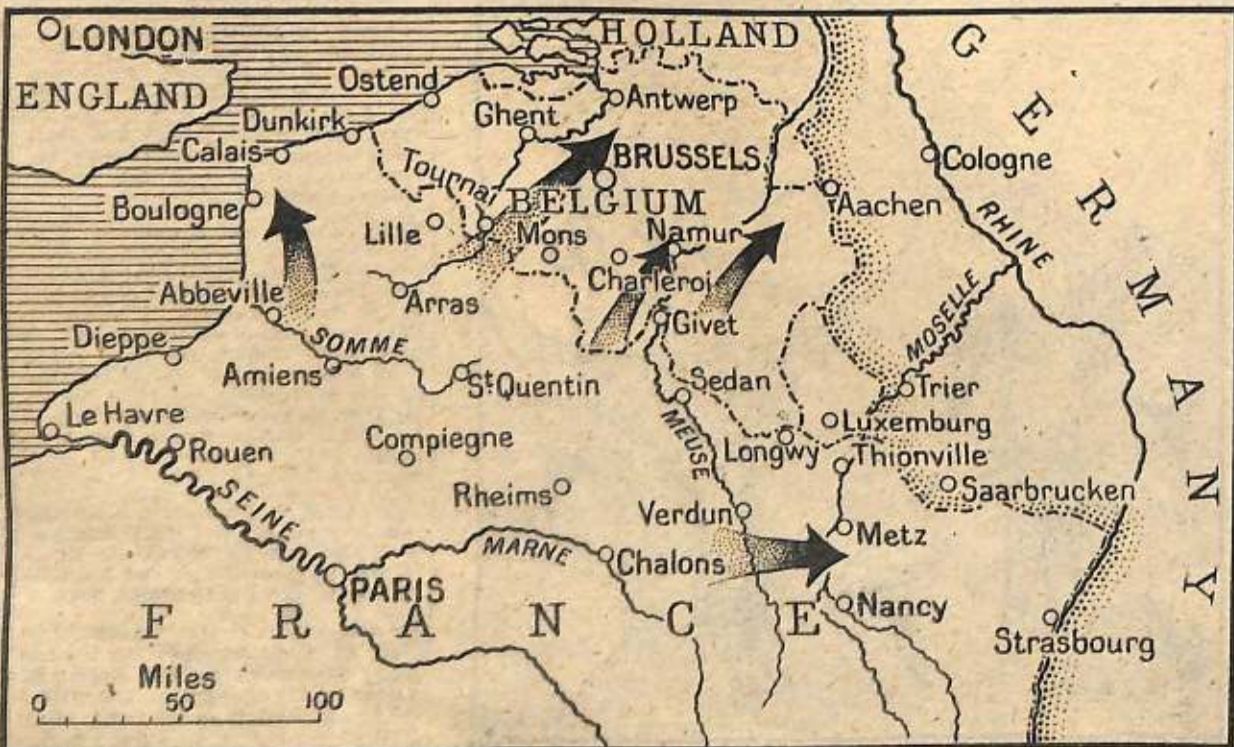 LONDON
HOLLAND
ENGLAND
Ostend
Antwerp
Dunkirk
Ghent
Calais
BRUSSELS
Cologne
Tournai
Boulogne
BELGIUM
Aachen
Lille
Mons
Namur
RHINE
Charleroi
Abbeville
Arras
Givet
MOSELLE
Dieppe
SOMME
Amiens
St Quentin
Sedan
Trier
Le Havre
MEUSE
Luxemburg
Rouen
Compiegne
Longwy
Thionville
Rheims
Saarbrucken
SEINE
Verdun
Metz
MARNE
Chalons
PARIS
FRANCE
Nancy
Strasbourg
GERMANY
Miles
0 50 100